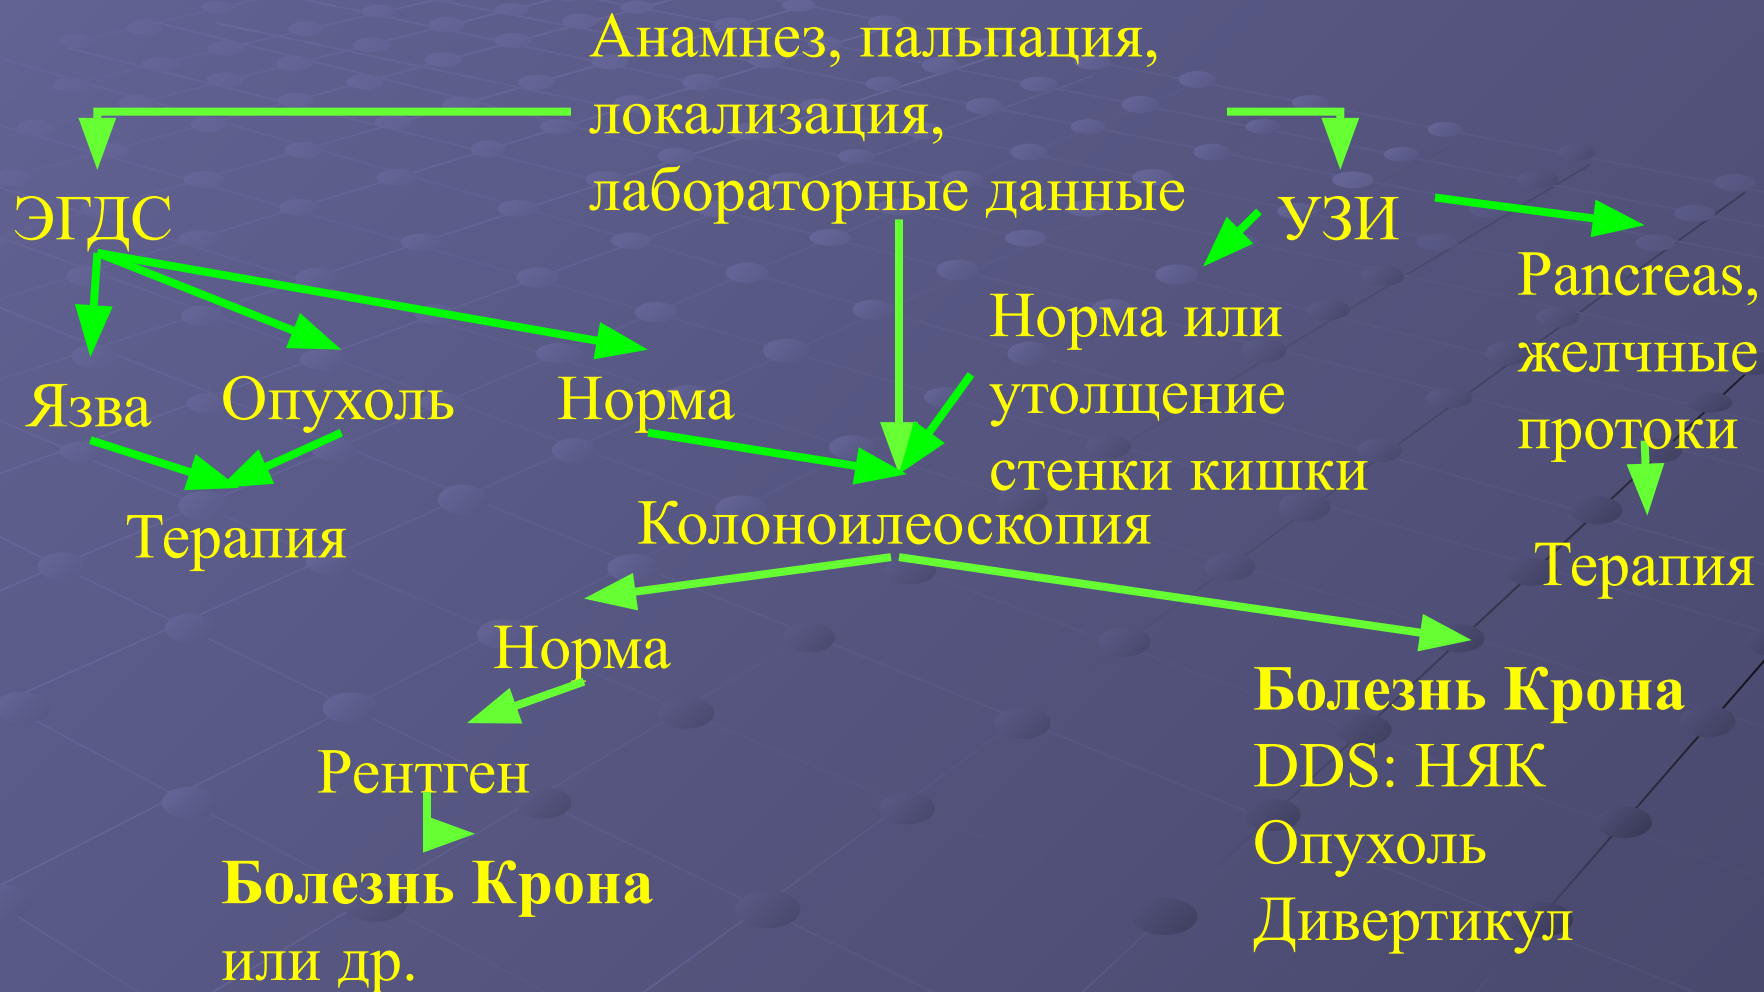 Анамнез, пальпация,
локализация,
лабораторные данные
ЭГДС
УЗИ
Pancreas,
желчные
протоки
Норма или
утолщение
стенки кишки
Язва
Опухоль
Норма
Терапия
Колоноилеоскопия
Терапия
Норма
Рентген
Болезнь Крона
или др.
Болезнь Крона
DDS: НЯК
Опухоль
Дивертикул